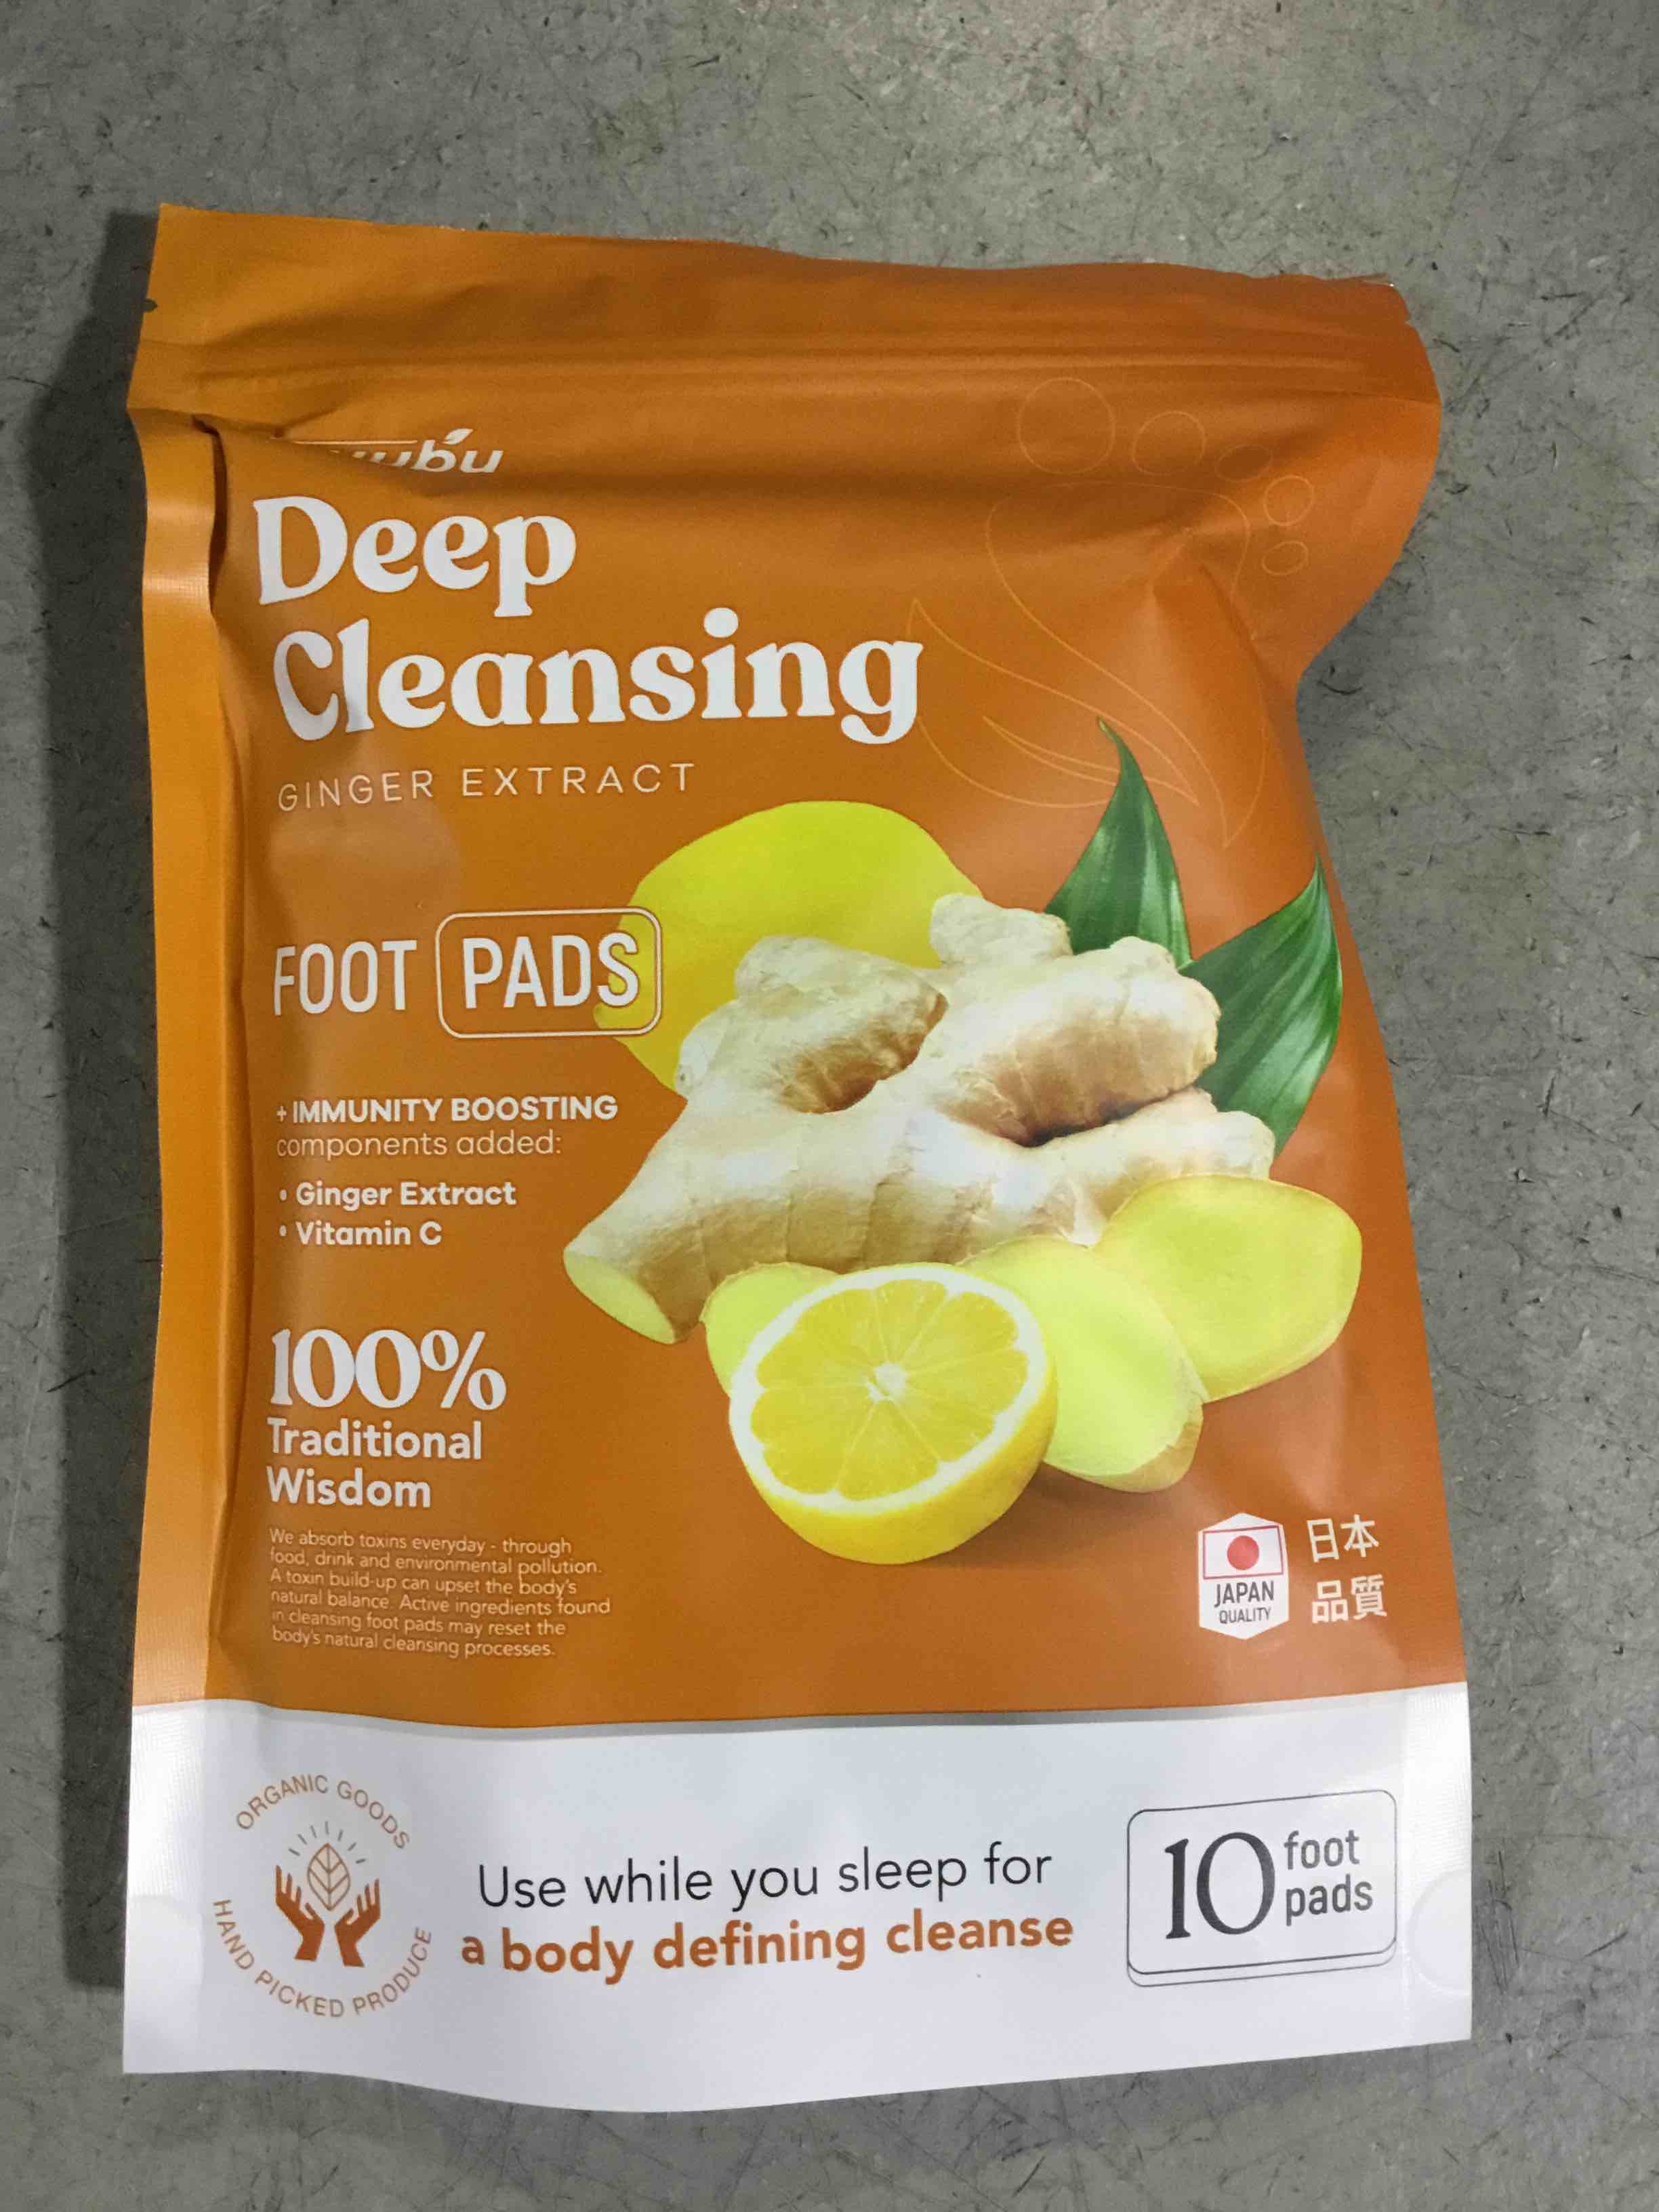 Deep
Cleansing
GINGER EXTRACT
FOOT PADS
+ IMMUNITY BOOSTING
components added:
• Ginger Extract
• Vitamin C
100%
Traditional
Wisdom
We absorb toxins everyday - through
food, drink and environmental pollution.
A toxin build-up can upset the body's
natural balance. Active ingredients found
in cleansing foot pads may reset the
body's natural cleansing processes.
JAPAN
QUALITY
日本
品質
ORGANIC GOODS
HAND PICKED PRODUCE
Use while you sleep for
a body defining cleanse
10 foot
pads